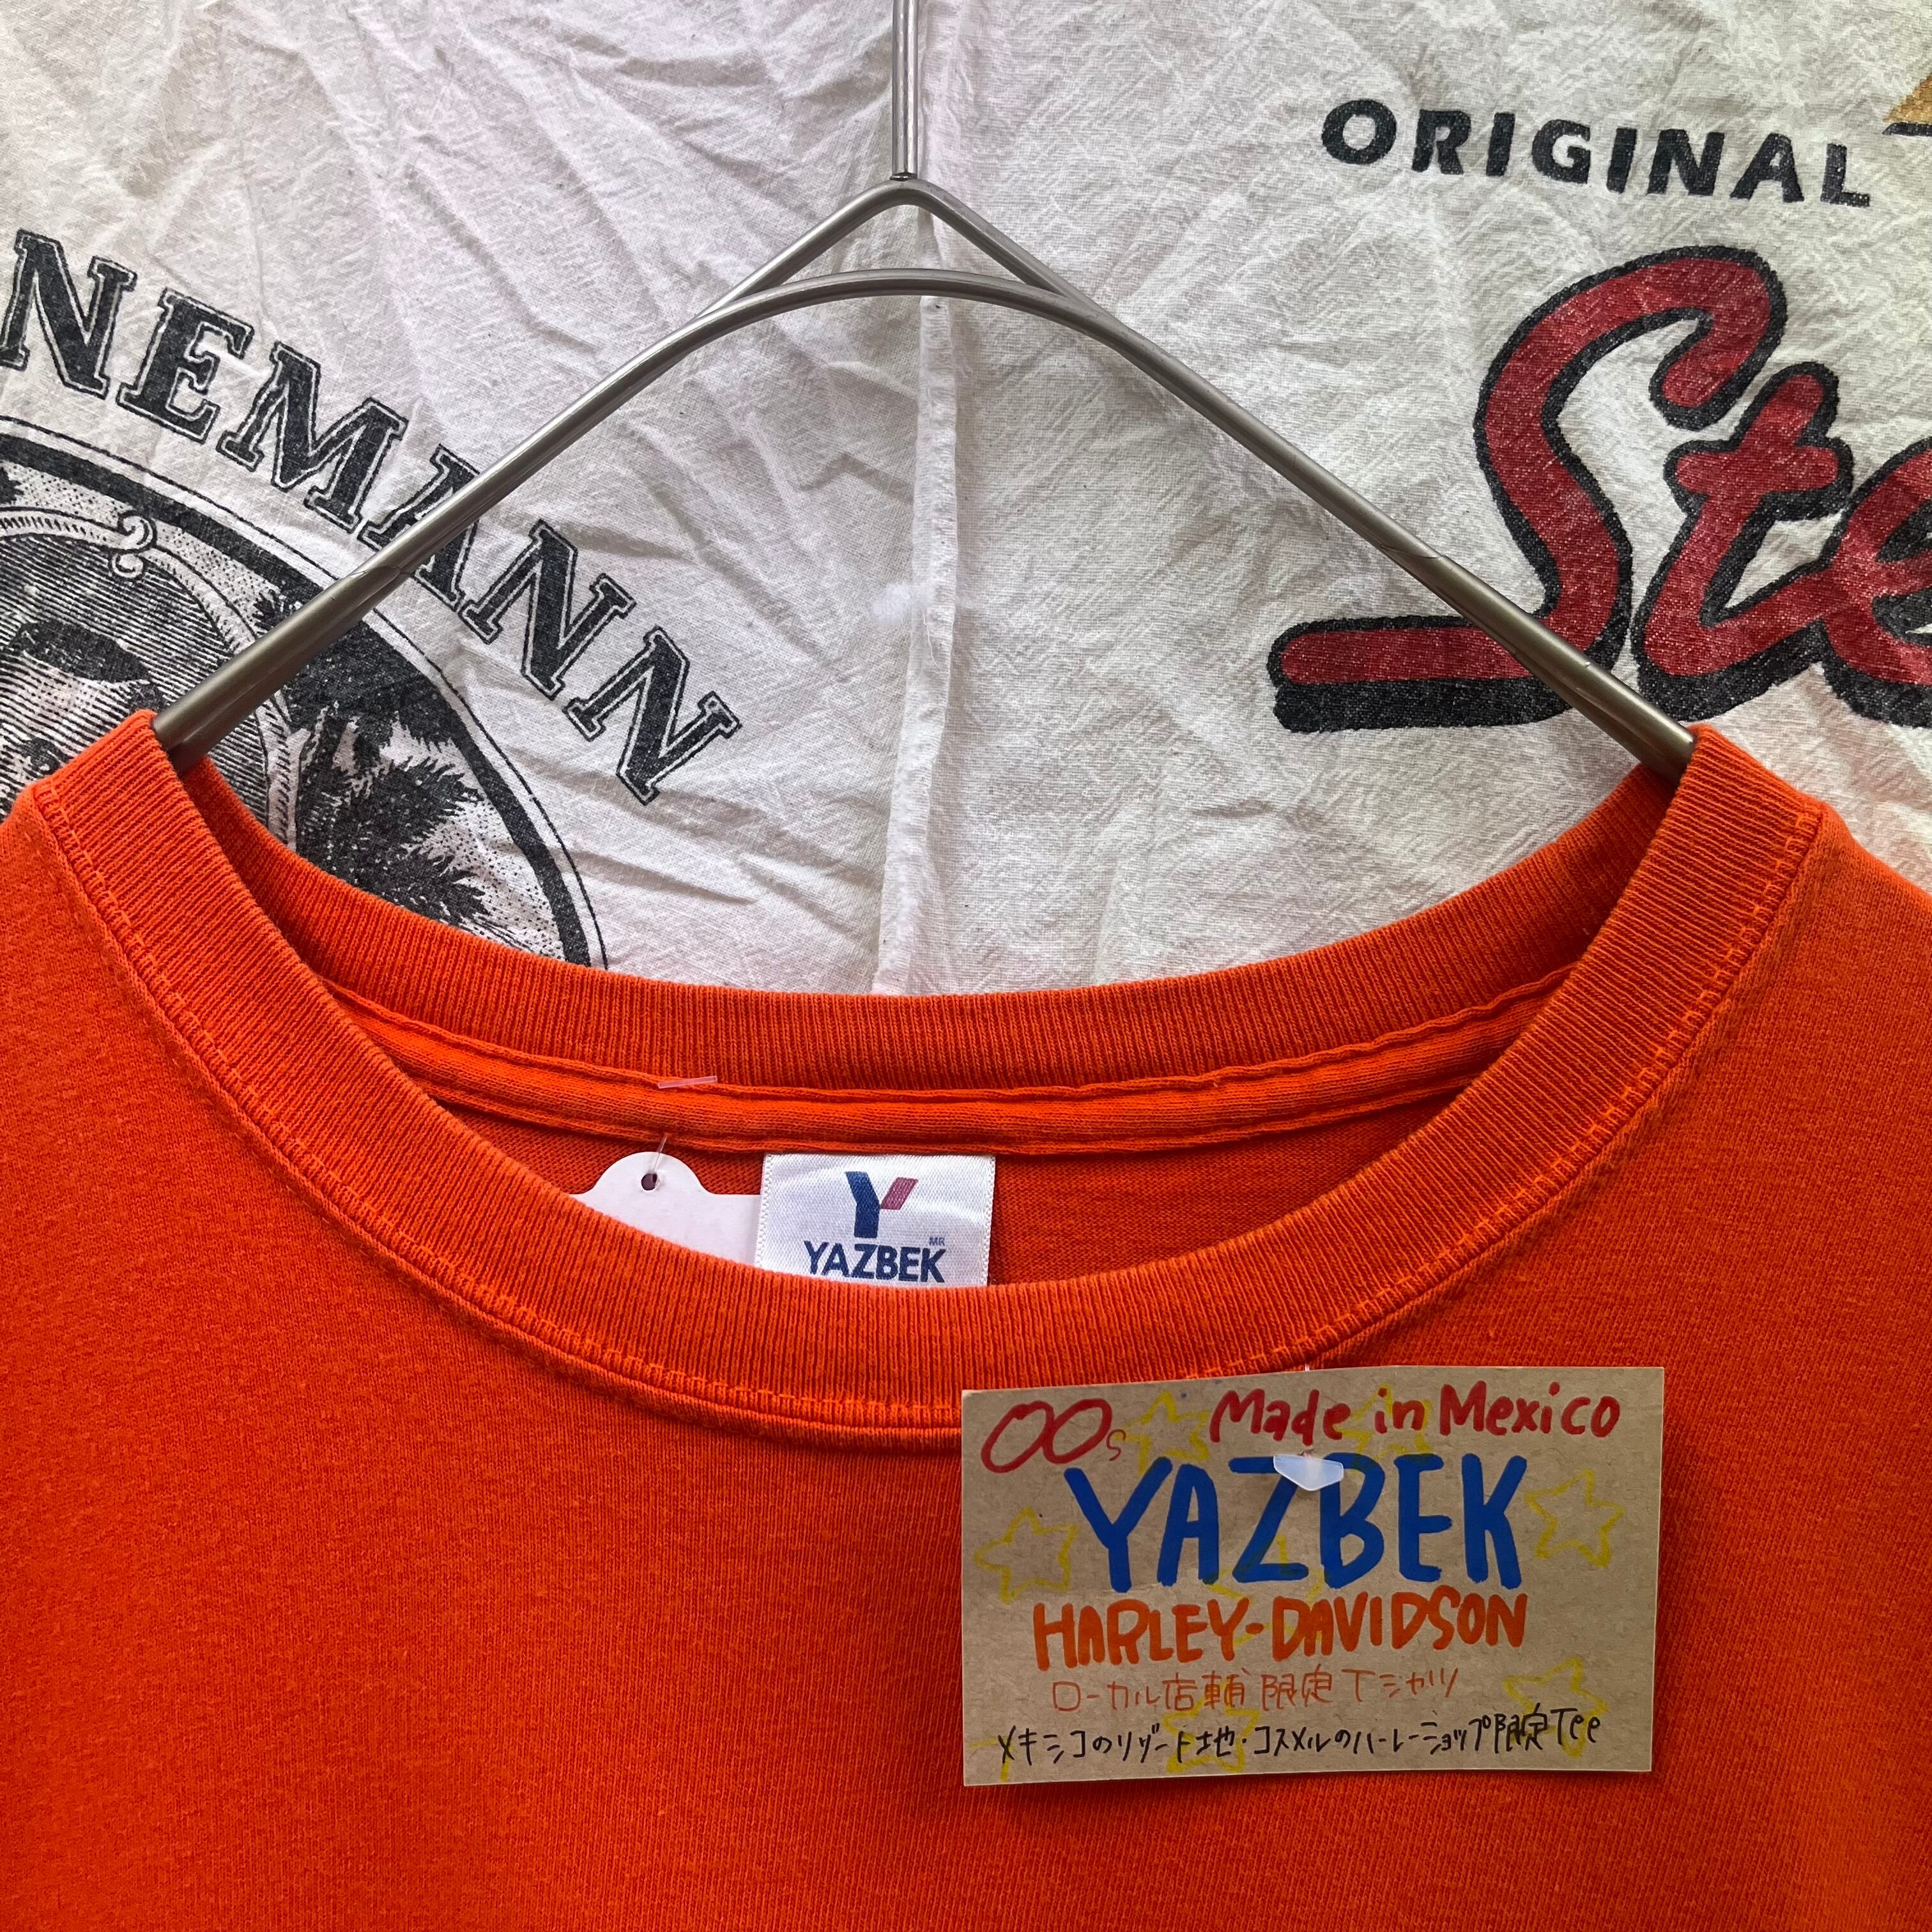 ORIGINAL
Ste
NEMANN
Y
YAZBEK
MR
00s Made in Mexico
YAZBEK
HARLEY-DAVIDSON
ローカル店輔限定Tシャツ
メキシコのリゾート地・コスメルのハーレーショップ限定Tee